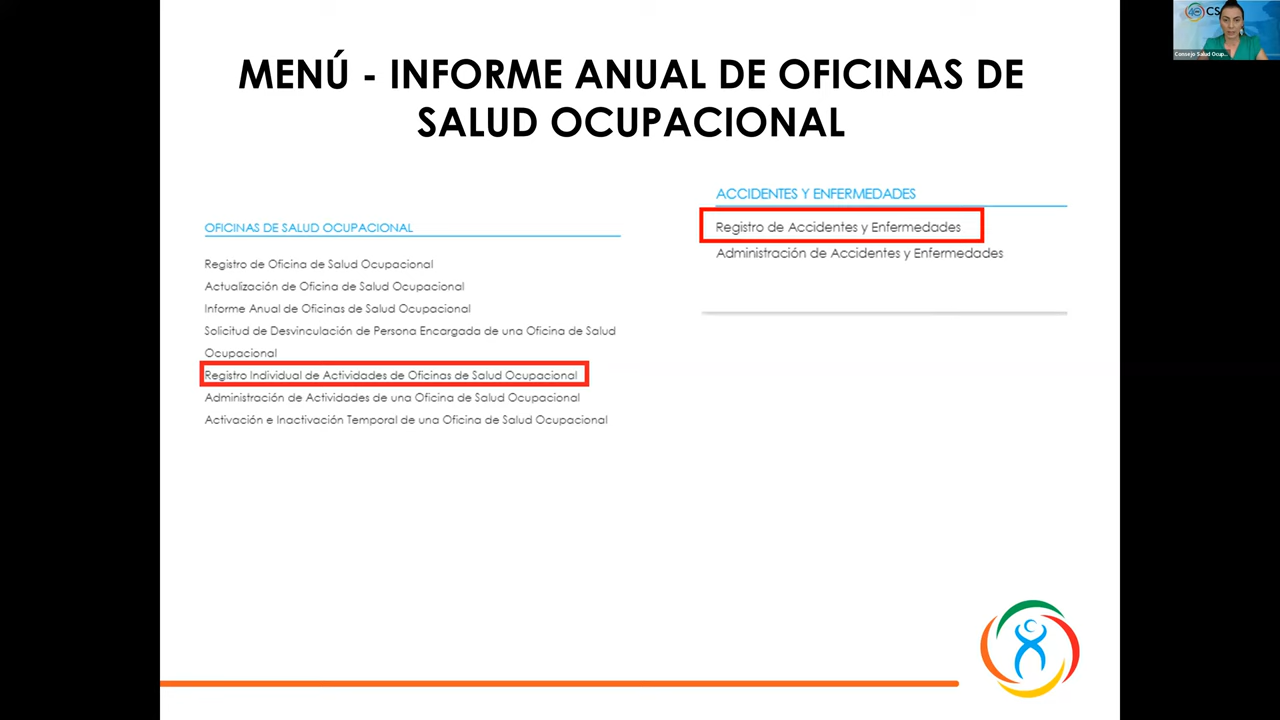 MENÚ - INFORME ANUAL DE OFICINAS DE
SALUD OCUPACIONAL
OFICINAS DE SALUD OCUPACIONAL
Registro de Oficina de Salud Ocupacional
Actualización de Oficina de Salud Ocupacional
Informe Anual de Oficinas de Salud Ocupacional
Solicitud de Desvinculación de Persona Encargada de una Oficina de Salud
Ocupacional
Registro Individual de Actividades de Oficinas de Salud Ocupacional
Administración de Actividades de una Oficina de Salud Ocupacional
Activación e Inactivación Temporal de una Oficina de Salud Ocupacional
ACCIDENTES Y ENFERMEDADES
Registro de Accidentes y Enfermedades
Administración de Accidentes y Enfermedades
CS
Consejo Salud Ocup...